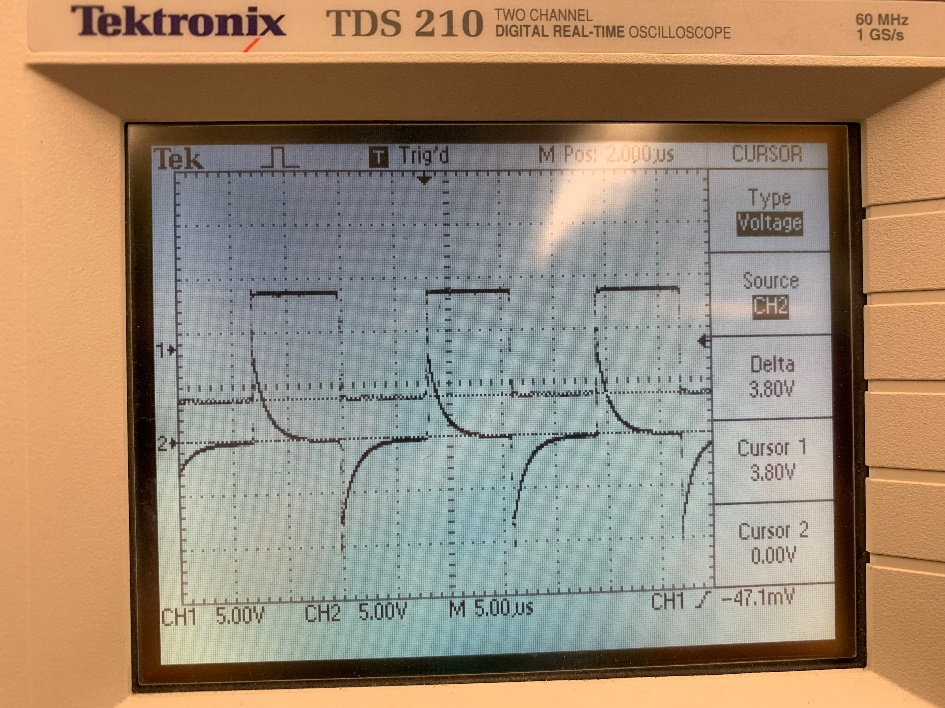 Tektronix TDS 210 TWO CHANNEL
DIGITAL REAL-TIME OSCILLOSCOPE
60 MHz
1 GS/s
Tek T Trig'd M Pos: 2.000µs CURSOR
Type
Voltage
Source
CH2
Delta
3.80V
Cursor 1
3.80V
Cursor 2
0.00V
1
2
CH1 5.00V CH2 5.00V M 5.00µs CH1 -47.1mV